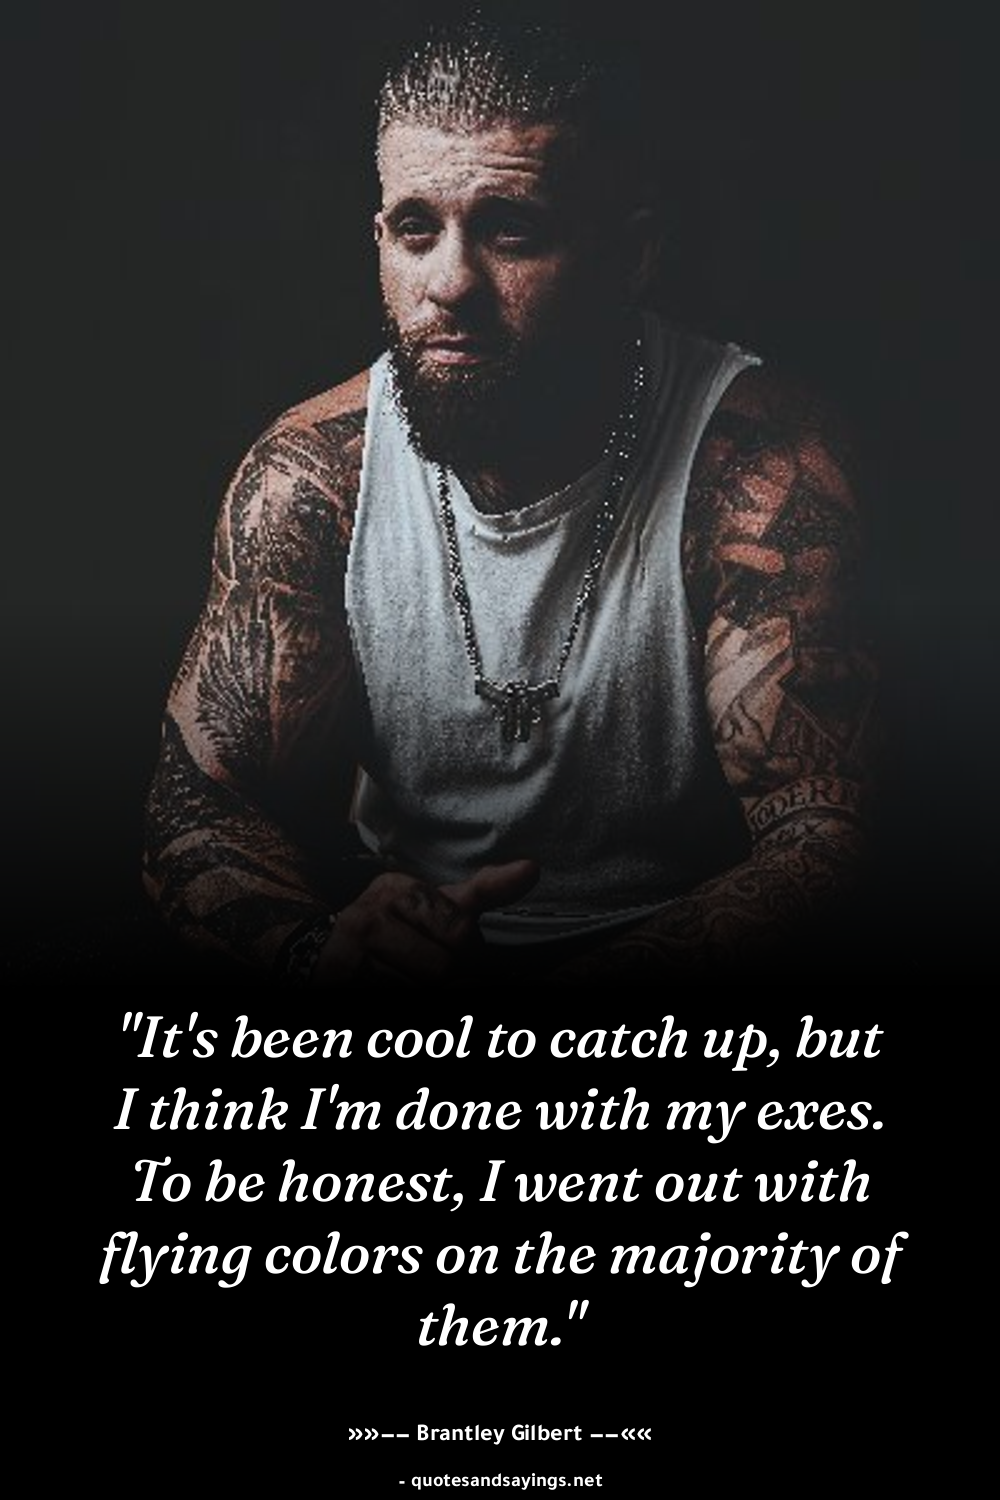 "It's been cool to catch up, but
I think I'm done with my exes.
To be honest, I went out with
flying colors on the majority of
them."
»»–– Brantley Gilbert ––««
- quotesandsayings.net